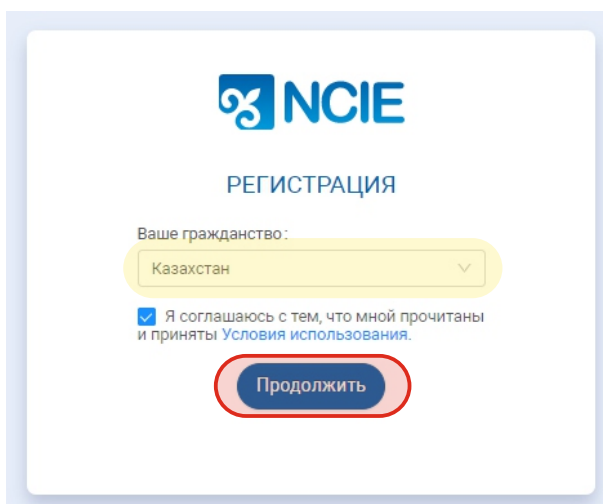 NCIE
РЕГИСТРАЦИЯ
Ваше гражданство:
Казахстан
Я соглашаюсь с тем, что мной прочитаны
и приняты Условия использования.
Продолжить